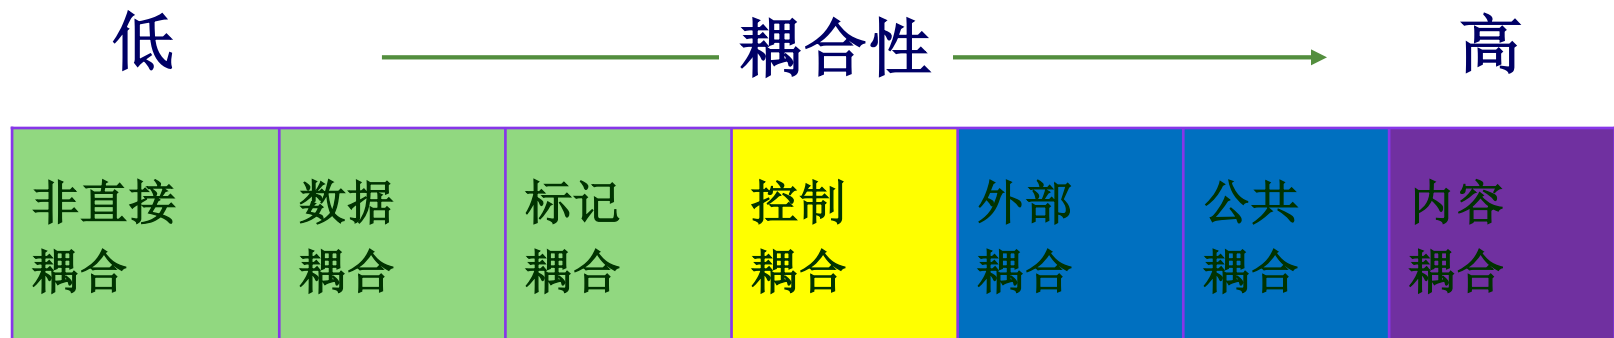 低 耦合性 高
非直接 数据 标记 控制 外部 公共 内容
耦合 耦合 耦合 耦合 耦合 耦合 耦合